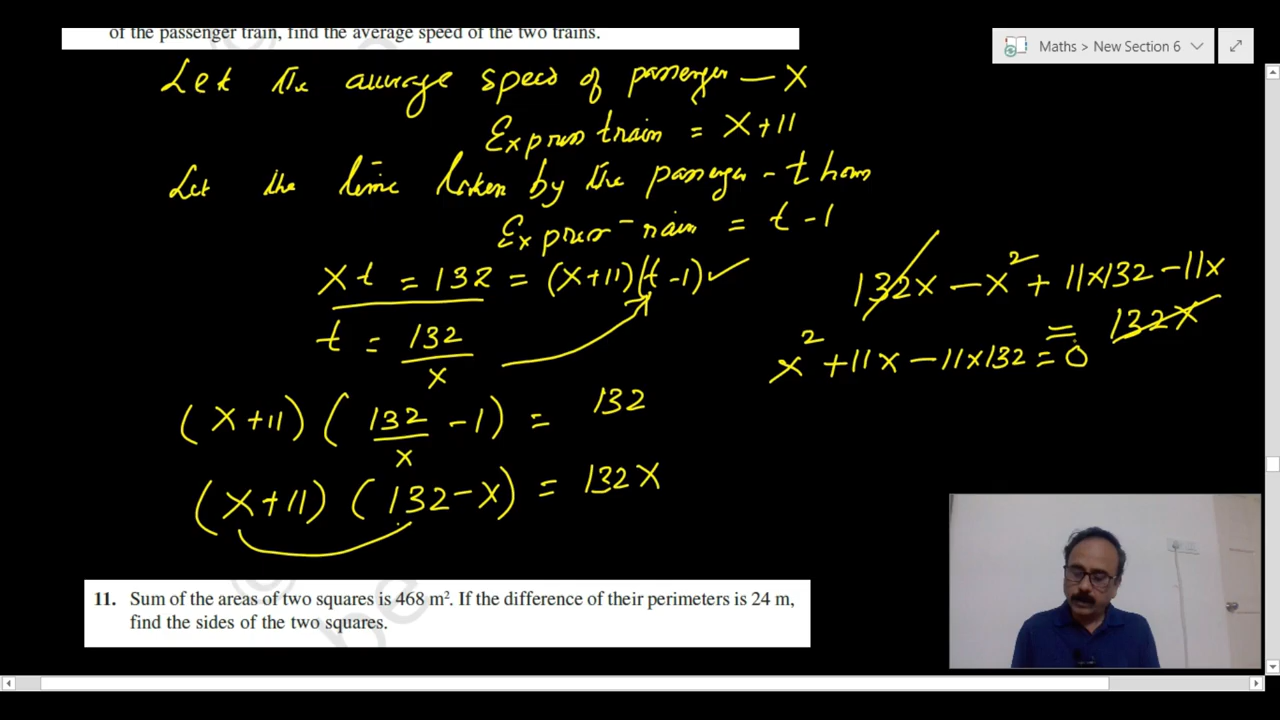 of the passenger train, find the average speed of the two trains.
Maths > New Section 6
Let the average speed of passenger — x
Express train = x+11
Let the time taken by the passenger - t hours
Express train = t-1
xt = 132 = (x+11)(t-1) ✓
t = 132/x
(x+11) (132/x - 1) = 132
(x+11) (132-x) = 132x
132x - x² + 11x132 - 11x
= 132x
x² + 11x - 11x132 = 0
11. Sum of the areas of two squares is 468 m². If the difference of their perimeters is 24 m,
find the sides of the two squares.